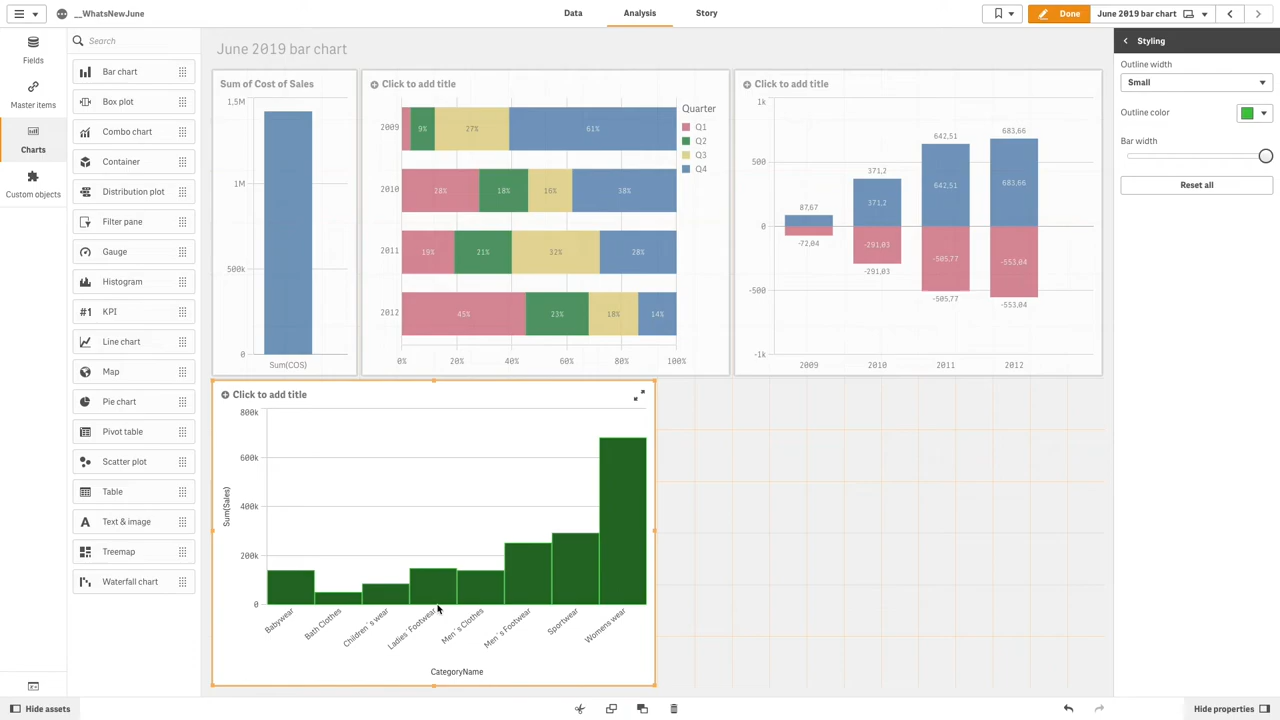 __WhatsNewJune
Data
Analysis
Story
Done
June 2019 bar chart
Fields
Master items
Charts
Custom objects
Search
Bar chart
Box plot
Combo chart
Container
Distribution plot
Filter pane
Gauge
Histogram
#1 KPI
Line chart
Map
Pie chart
Pivot table
Scatter plot
Table
A Text & image
Treemap
Waterfall chart
June 2019 bar chart
Sum of Cost of Sales
1.5M
1M
500k
0
Sum(COS)
Click to add title
2009
9%
27%
61%
2010
28%
18%
16%
38%
2011
19%
21%
32%
28%
2012
45%
23%
18%
14%
0%
20%
40%
60%
80%
100%
Quarter
Q1
Q2
Q3
Q4
Click to add title
1k
500
0
-500
-1k
87,67
-72,04
371,2
371,2
-291,03
-291,03
642,51
642,51
-505,77
-505,77
683,66
683,66
-553,04
-553,04
2009
2010
2011
2012
Click to add title
Sum(Sales)
800k
600k
400k
200k
0
Babywear
Bath Clothes
Children´s wear
Ladies´Footwear
Men´s Clothes
Men´s Footwear
Sportwear
Womens wear
CategoryName
Styling
Outline width
Small
Outline color
Bar width
Reset all
Hide assets
Hide properties